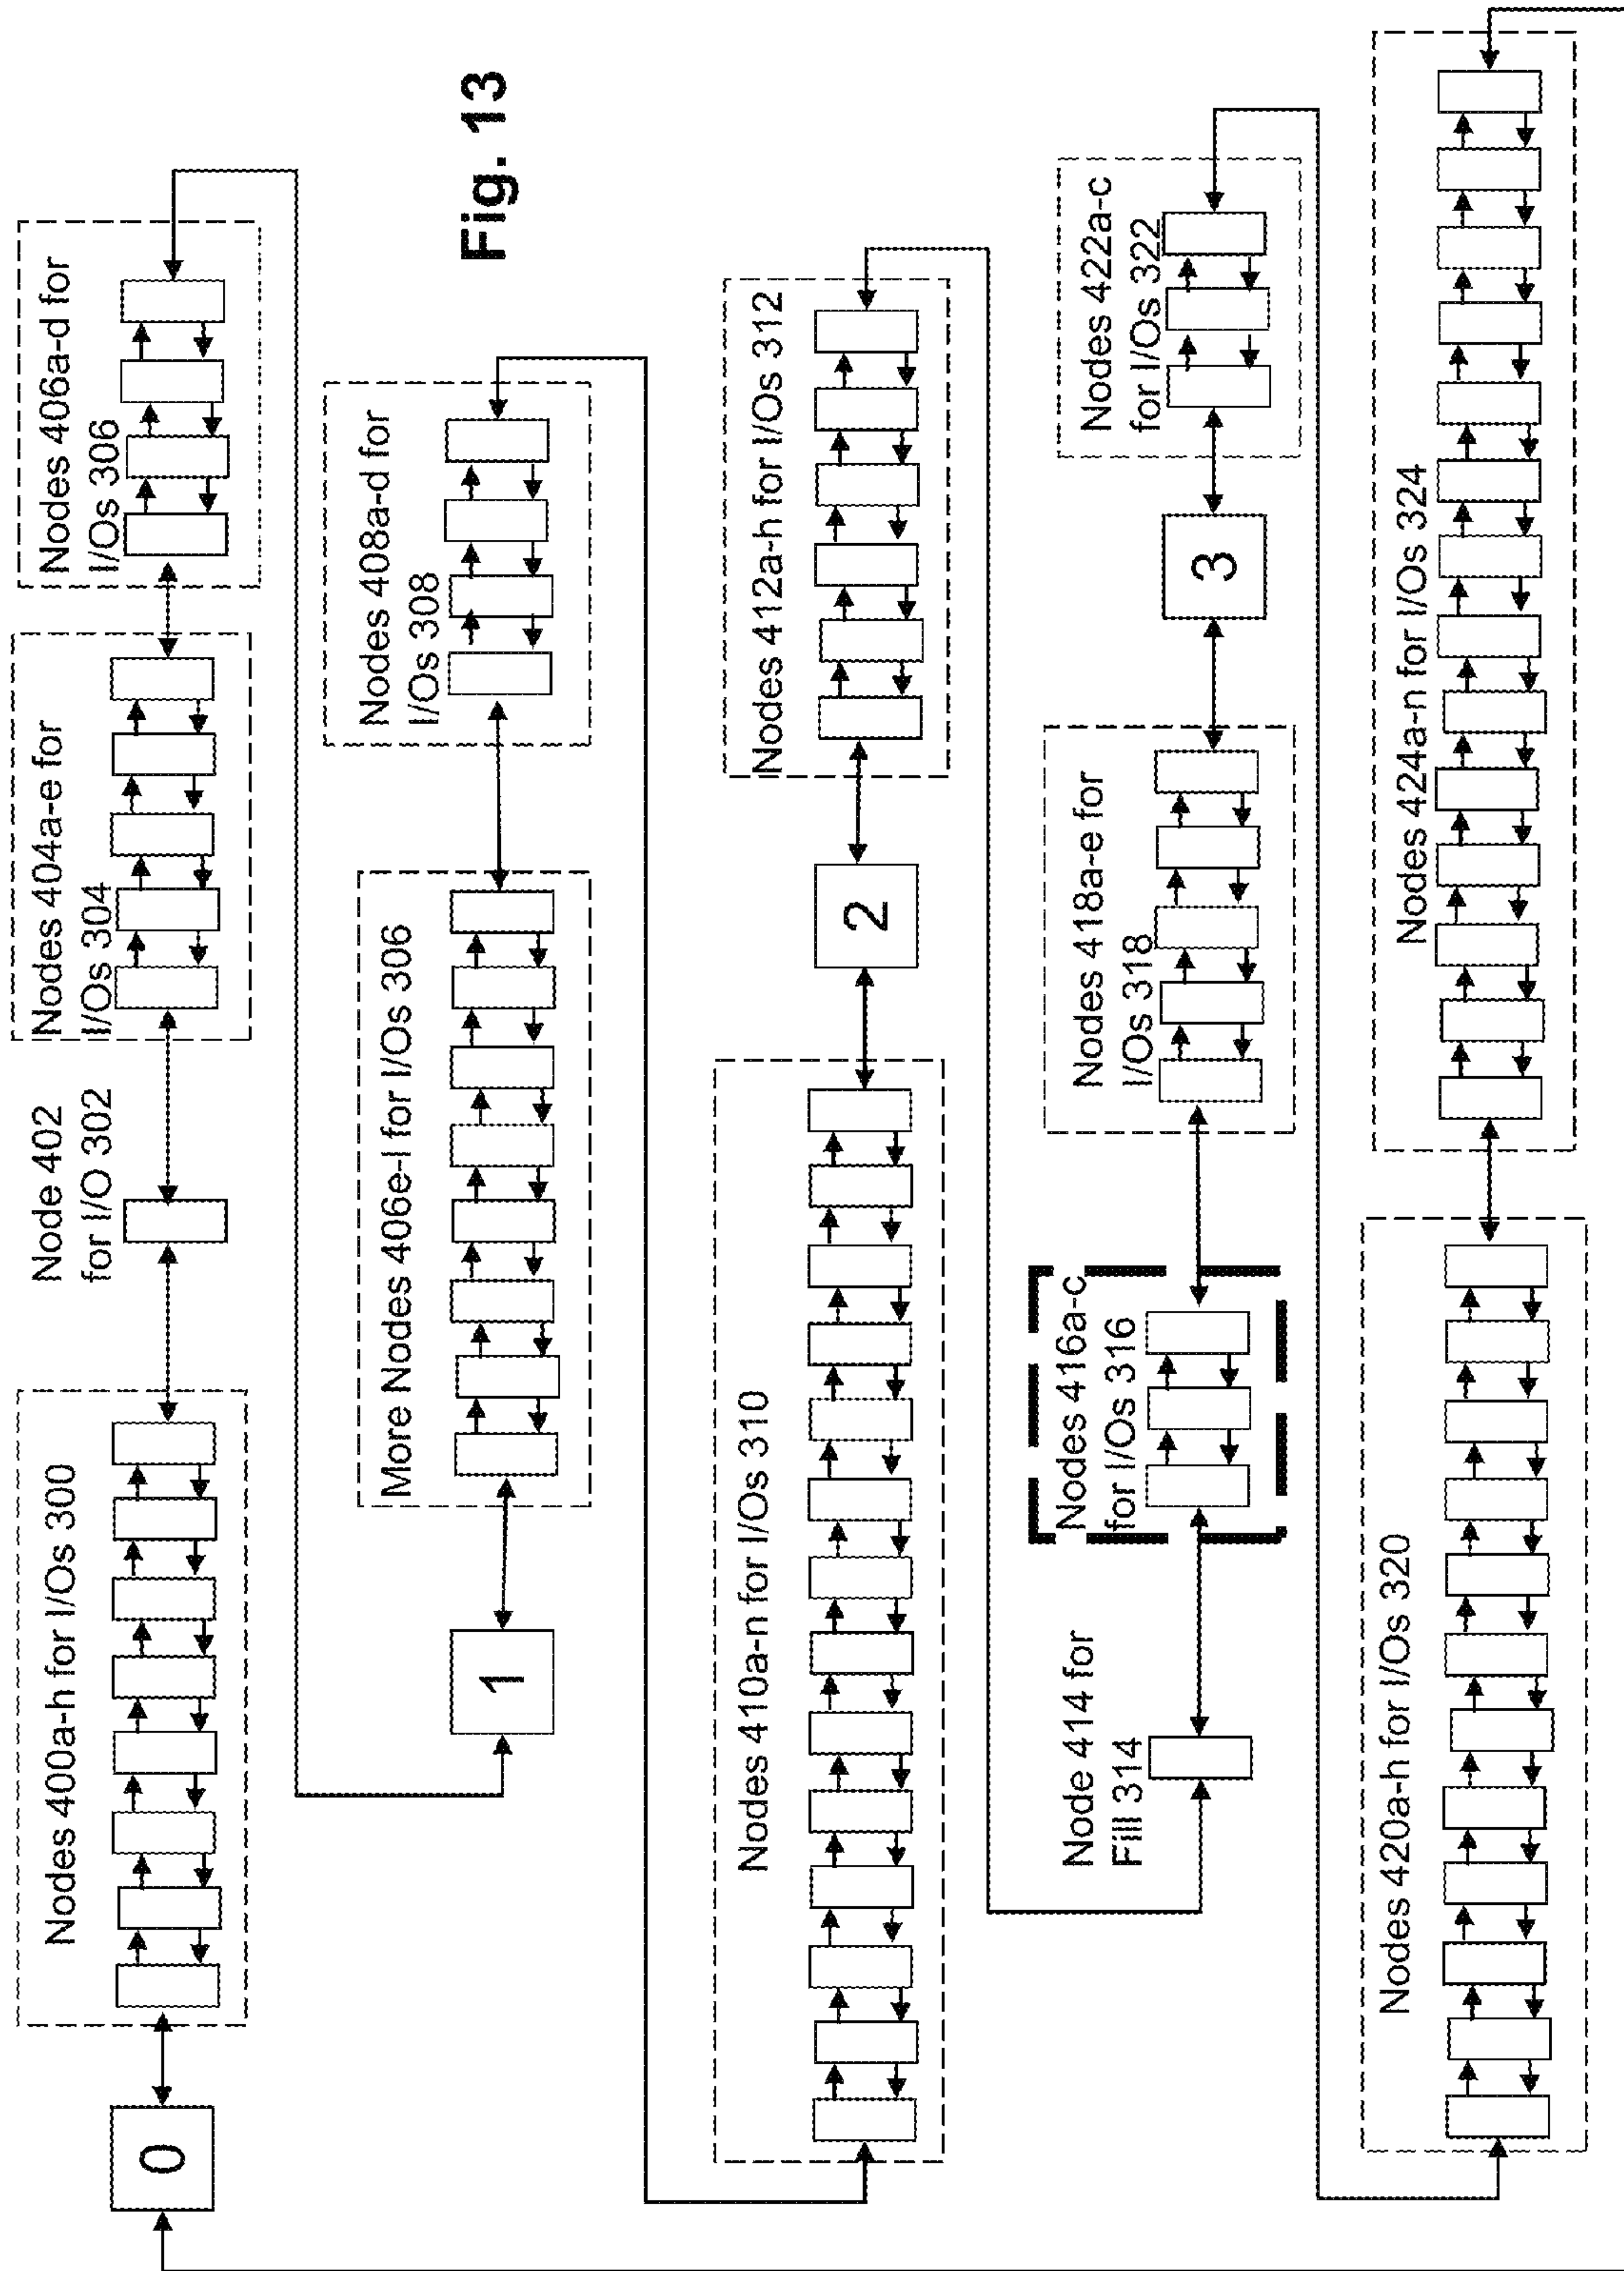 Fig. 13
0
Nodes 400a-h for I/Os 300
Node 402
for I/O 302
Nodes 404a-e for
I/Os 304
Nodes 406a-d for
I/Os 306
1
More Nodes 406e-l for I/Os 306
Nodes 408a-d for
I/Os 308
Nodes 410a-n for I/Os 310
2
Nodes 412a-h for I/Os 312
Node 414 for
Fill 314
Nodes 416a-c
for I/Os 316
Nodes 418a-e for
I/Os 318
3
Nodes 422a-c
for I/Os 322
Nodes 420a-h for I/Os 320
Nodes 424a-n for I/Os 324